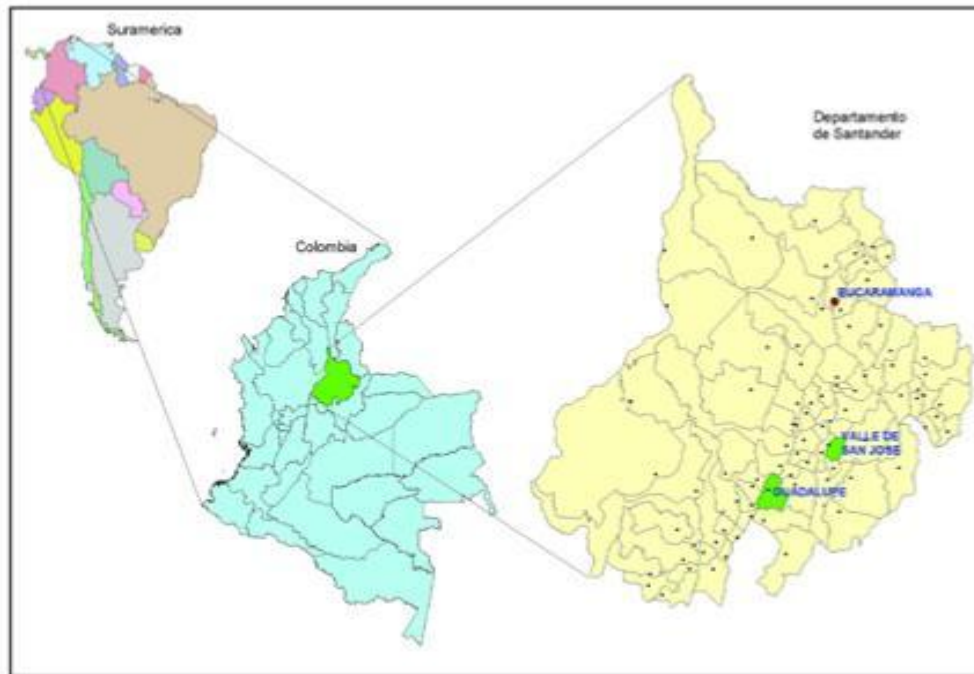 Suramerica
Departamento
de Santander
Colombia
BUCARAMANGA
VALLE DE
SAN JOSE
GUADALUPE